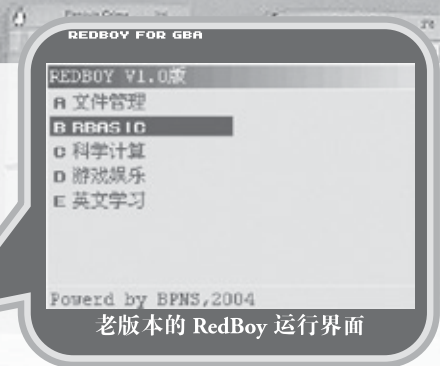 REDBOY FOR GBA
REDBOY V1.0版
A 文件管理
B RBASIC
C 科学计算
D 游戏娱乐
E 英文学习
Powerd by BPNS,2004
老版本的 RedBoy 运行界面